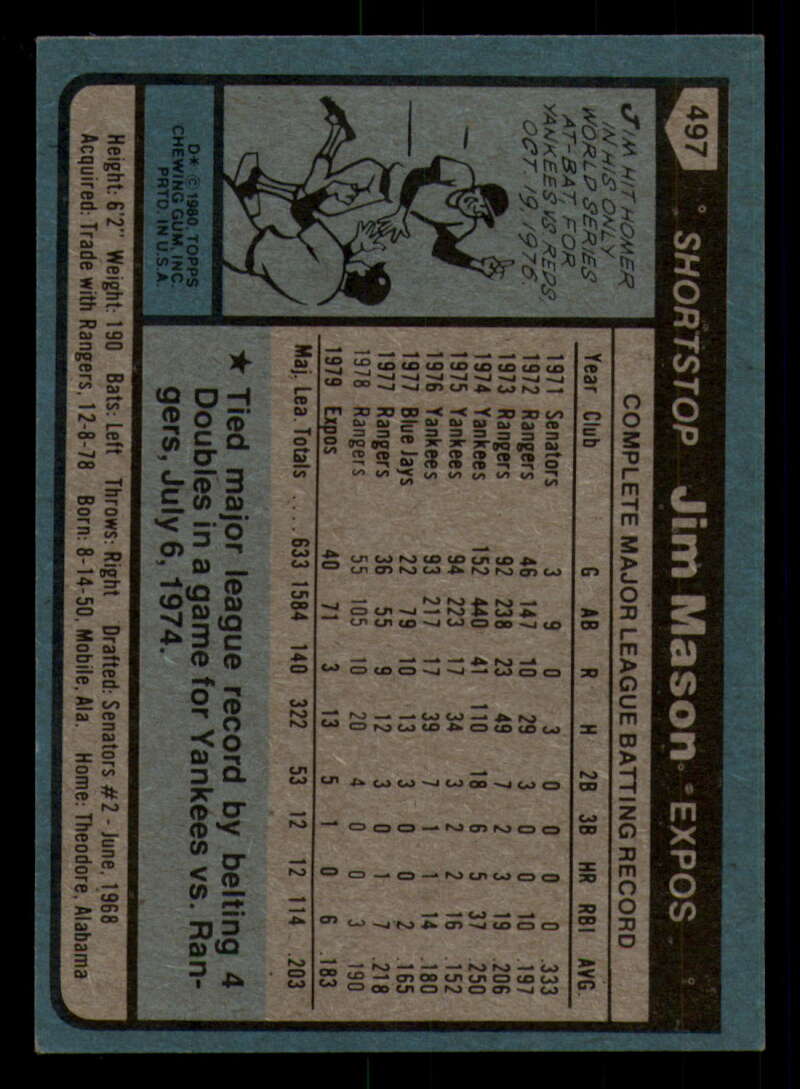 497 SHORTSTOP Jim Mason • EXPOS
JIM HIT HOMER
IN HIS ONLY
WORLD SERIES
AT-BAT, FOR
YANKEES VS REDS,
OCT. 19, 1976.
D* © 1980 TOPPS
CHEWING GUM, INC.
PRTD. IN U.S.A.
COMPLETE MAJOR LEAGUE BATTING RECORD
Year Club G AB R H 2B 3B HR RBI AVG.
1971 Senators 3 9 0 3 0 0 0 0 .333
1972 Rangers 46 147 10 29 3 0 0 10 .197
1973 Rangers 92 238 23 49 7 2 3 19 .206
1974 Yankees 152 440 41 110 18 6 5 37 .250
1975 Yankees 94 223 17 34 3 2 2 16 .152
1976 Yankees 93 217 17 39 7 1 1 14 .180
1977 Blue Jays 22 79 10 13 3 0 0 2 .165
1977 Rangers 36 55 9 12 3 0 1 7 .218
1978 Rangers 55 105 10 20 4 0 0 3 .190
1979 Expos 40 71 3 13 5 1 0 6 .183
Maj. Lea. Totals .... 633 1584 140 322 53 12 12 114 .203
★ Tied major league record by belting 4
Doubles in a game for Yankees vs. Ran-
gers, July 6, 1974.
Height: 6'2" Weight: 190 Bats: Left Throws: Right Drafted: Senators #2 - June, 1968
Acquired: Trade with Rangers, 12-8-78 Born: 8-14-50, Mobile, Ala. Home: Theodore, Alabama